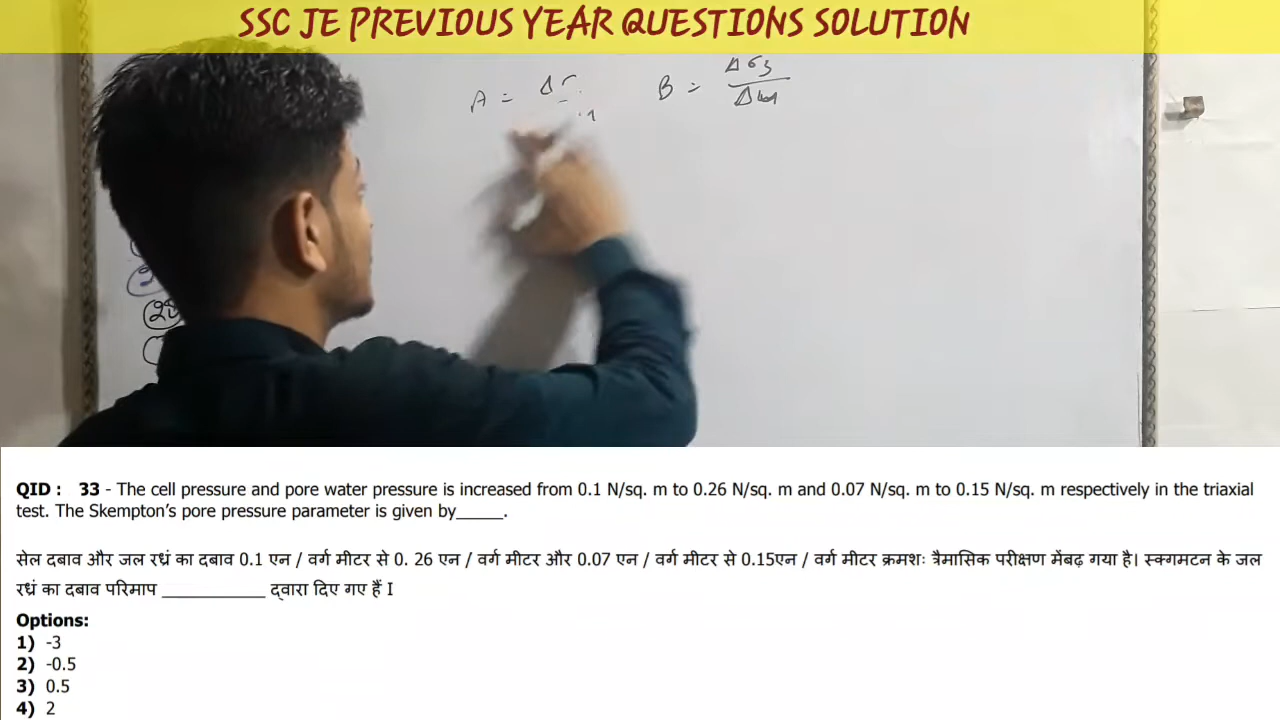 SSC JE PREVIOUS YEAR QUESTIONS SOLUTION
A = Δσ
B = Δσ3 / Δu
QID : 33 - The cell pressure and pore water pressure is increased from 0.1 N/sq. m to 0.26 N/sq. m and 0.07 N/sq. m to 0.15 N/sq. m respectively in the triaxial
test. The Skempton's pore pressure parameter is given by_____.
सेल दबाव और जल रध्रं का दबाव 0.1 एन / वर्ग मीटर से 0. 26 एन / वर्ग मीटर और 0.07 एन / वर्ग मीटर से 0.15एन / वर्ग मीटर क्रमशः त्रैमासिक परीक्षण मेंबढ़ गया है। स्क्गमटन के जल
रध्रं का दबाव परिमाप ____________ द्वारा दिए गए हैं I
Options:
1) -3
2) -0.5
3) 0.5
4) 2